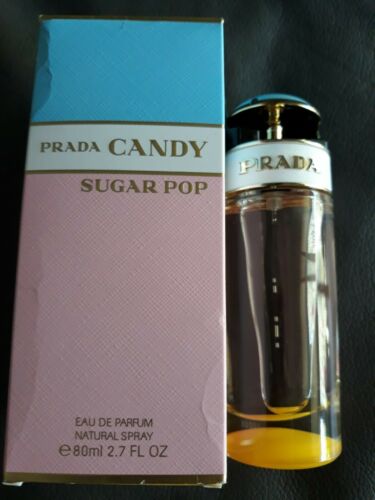 PRADA CANDY
SUGAR POP
EAU DE PARFUM
NATURAL SPRAY
℮80ml 2.7 FL OZ
PRADA